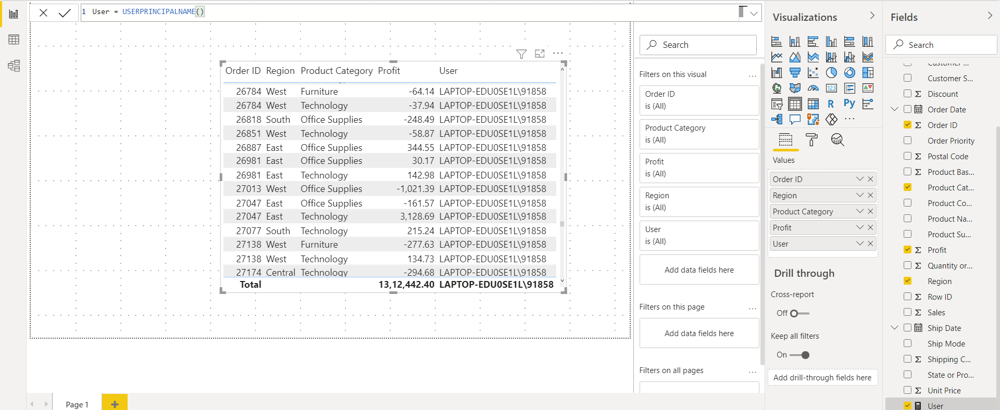 1 User = USERPRINCIPALNAME()
Order ID Region Product Category Profit User
26784 West Furniture -64.14 LAPTOP-EDU0SE1L\91858
26784 West Technology -37.94 LAPTOP-EDU0SE1L\91858
26818 South Office Supplies -248.49 LAPTOP-EDU0SE1L\91858
26851 West Technology -58.87 LAPTOP-EDU0SE1L\91858
26887 East Office Supplies 344.55 LAPTOP-EDU0SE1L\91858
26981 East Office Supplies 30.17 LAPTOP-EDU0SE1L\91858
26981 East Technology 142.98 LAPTOP-EDU0SE1L\91858
27013 West Office Supplies -1,021.39 LAPTOP-EDU0SE1L\91858
27047 East Office Supplies -161.57 LAPTOP-EDU0SE1L\91858
27047 East Technology 3,128.69 LAPTOP-EDU0SE1L\91858
27077 South Technology 215.24 LAPTOP-EDU0SE1L\91858
27138 West Furniture -277.63 LAPTOP-EDU0SE1L\91858
27138 West Technology 134.73 LAPTOP-EDU0SE1L\91858
27174 Central Technology -294.68 LAPTOP-EDU0SE1L\91858
Total 13,12,442.40 LAPTOP-EDU0SE1L\91858
Page 1
Search
Filters on this visual ...
Order ID
is (All)
Product Category
is (All)
Profit
is (All)
Region
is (All)
User
is (All)
Add data fields here
Filters on this page ...
Add data fields here
Filters on all pages ...
Visualizations
R Py
Values
Order ID
Region
Product Category
Profit
User
Drill through
Cross-report
Off
Keep all filters
On
Add drill-through fields here
Fields
Search
Customer ...
Customer S...
Discount
Order Date
Order ID
Order Priority
Postal Code
Product Bas...
Product Cat...
Product Co...
Product Na...
Product Su...
Profit
Quantity or...
Region
Row ID
Sales
Ship Date
Ship Mode
Shipping C...
State or Pro...
Unit Price
User